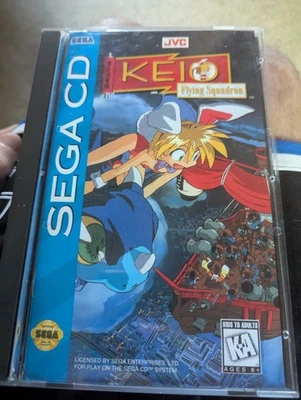 SEGA
JVC
KEIO
Flying Squadron
SEGA CD
SEGA
KIDS TO ADULTS
KA
AGES 6+
LICENSED BY SEGA ENTERPRISES, LTD.
FOR PLAY ON THE SEGA CD™ SYSTEM.